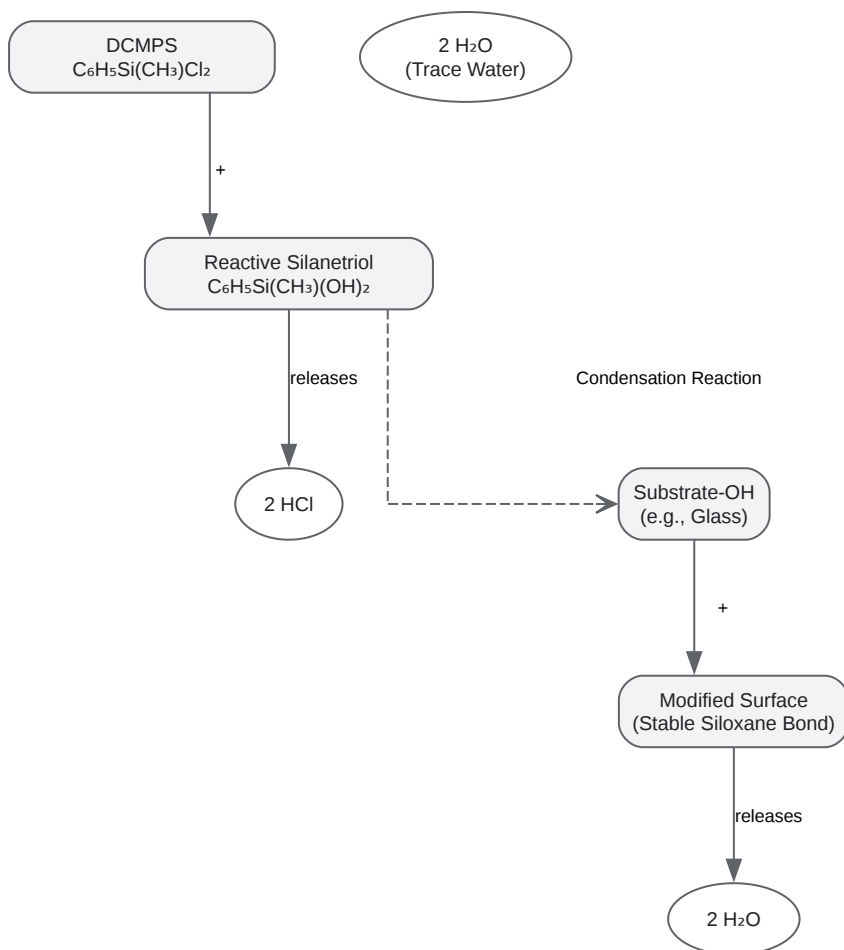 DCMPS
C₆H₅Si(CH₃)Cl₂
2 H₂O
(Trace Water)
+
Reactive Silanetriol
C₆H₅Si(CH₃)(OH)₂
releases
Condensation Reaction
2 HCl
Substrate-OH
(e.g., Glass)
+
Modified Surface
(Stable Siloxane Bond)
releases
2 H₂O